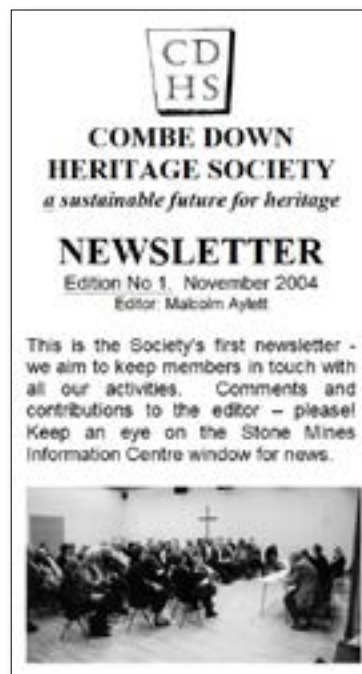 CD
HS
COMBE DOWN
HERITAGE SOCIETY
a sustainable future for heritage
NEWSLETTER
Edition No 1, November 2004
Editor: Malcolm Aylett
This is the Society's first newsletter -
we aim to keep members in touch with
all our activities. Comments and
contributions to the editor – please!
Keep an eye on the Stone Mines
Information Centre window for news.